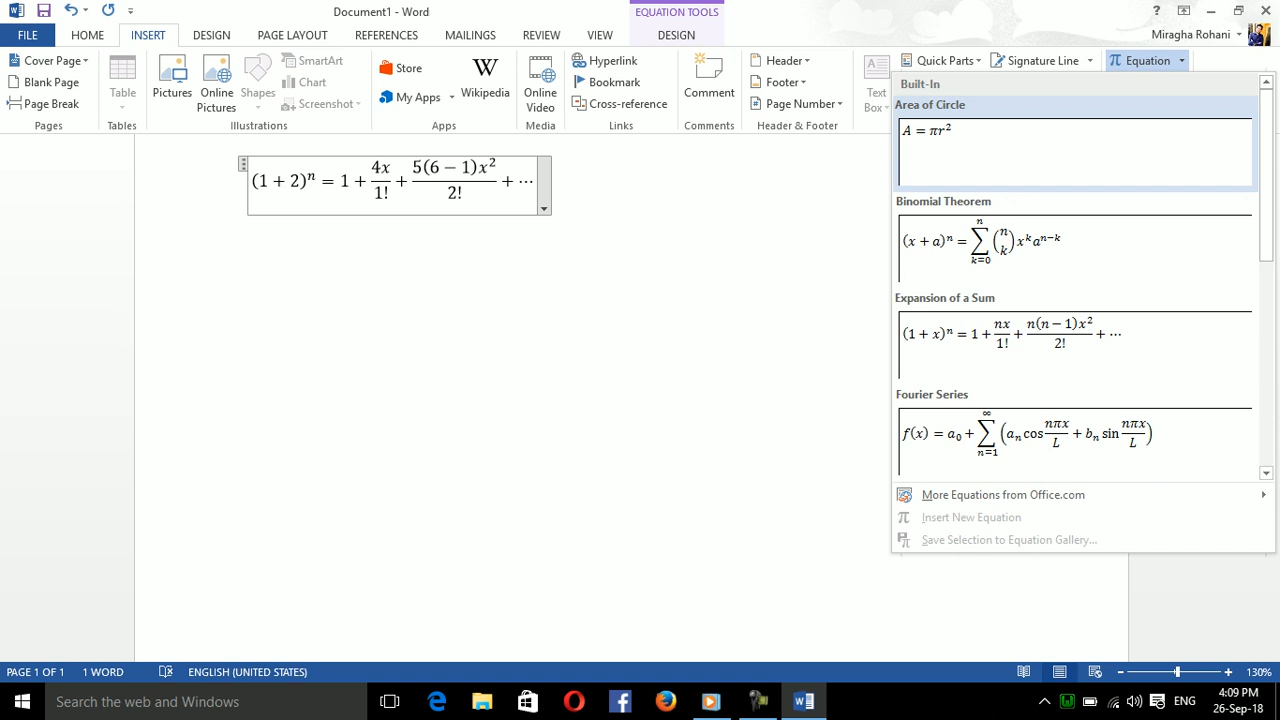 Document1 - Word
EQUATION TOOLS
FILE HOME INSERT DESIGN PAGE LAYOUT REFERENCES MAILINGS REVIEW VIEW DESIGN Miragha Rohani
Cover Page
Blank Page
Page Break
Pages
Table
Tables
Pictures
Online Pictures
Shapes
SmartArt
Chart
Screenshot
Illustrations
Store
My Apps
Wikipedia
Apps
Online Video
Media
Hyperlink
Bookmark
Cross-reference
Links
Comment
Comments
Header
Footer
Page Number
Header & Footer
Text Box
Quick Parts
Signature Line
π Equation
(1 + 2)ⁿ = 1 + 4x/1! + 5(6 − 1)x²/2! + ⋯
Built-In
Area of Circle
A = πr²
Binomial Theorem
(x + a)ⁿ = ∑_{k=0}^{n} (n k) xᵏaⁿ⁻ᵏ
Expansion of a Sum
(1 + x)ⁿ = 1 + nx/1! + n(n − 1)x²/2! + ⋯
Fourier Series
f(x) = a₀ + ∑_{n=1}^{∞} (aₙ cos nπx/L + bₙ sin nπx/L)
More Equations from Office.com
π Insert New Equation
Save Selection to Equation Gallery...
PAGE 1 OF 1 1 WORD ENGLISH (UNITED STATES) 130%
Search the web and Windows
ENG
4:09 PM
26-Sep-18